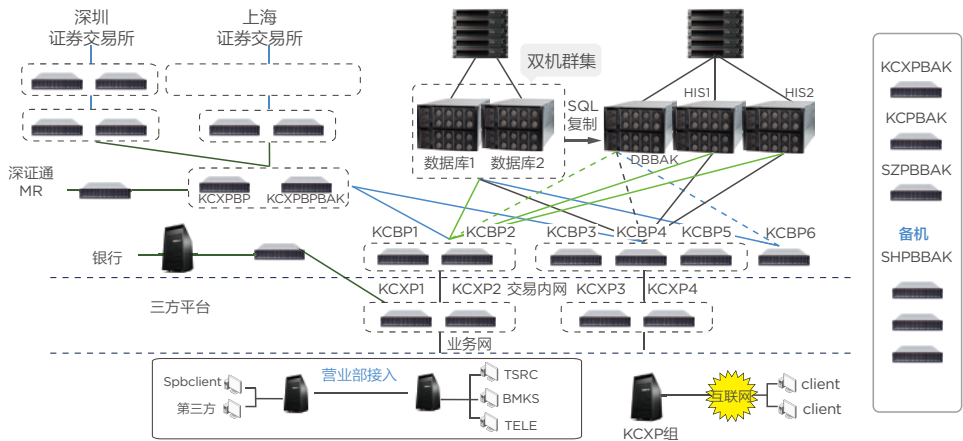 深圳
证券交易所
上海
证券交易所
双机群集
SQL
复制
HIS1
HIS2
数据库1
数据库2
DBBAK
深证通
MR
KCXPBP
KCXPBPBAK
KCBP1
KCBP2
KCBP3
KCBP4
KCBP5
KCBP6
银行
三方平台
KCXP1
KCXP2
交易内网
KCXP3
KCXP4
业务网
Spbclient
第三方
营业部接入
TSRC
BMKS
TELE
KCXP组
互联网
client
client
KCXPBAK
KCPBAK
SZPBBAK
备机
SHPBBAK